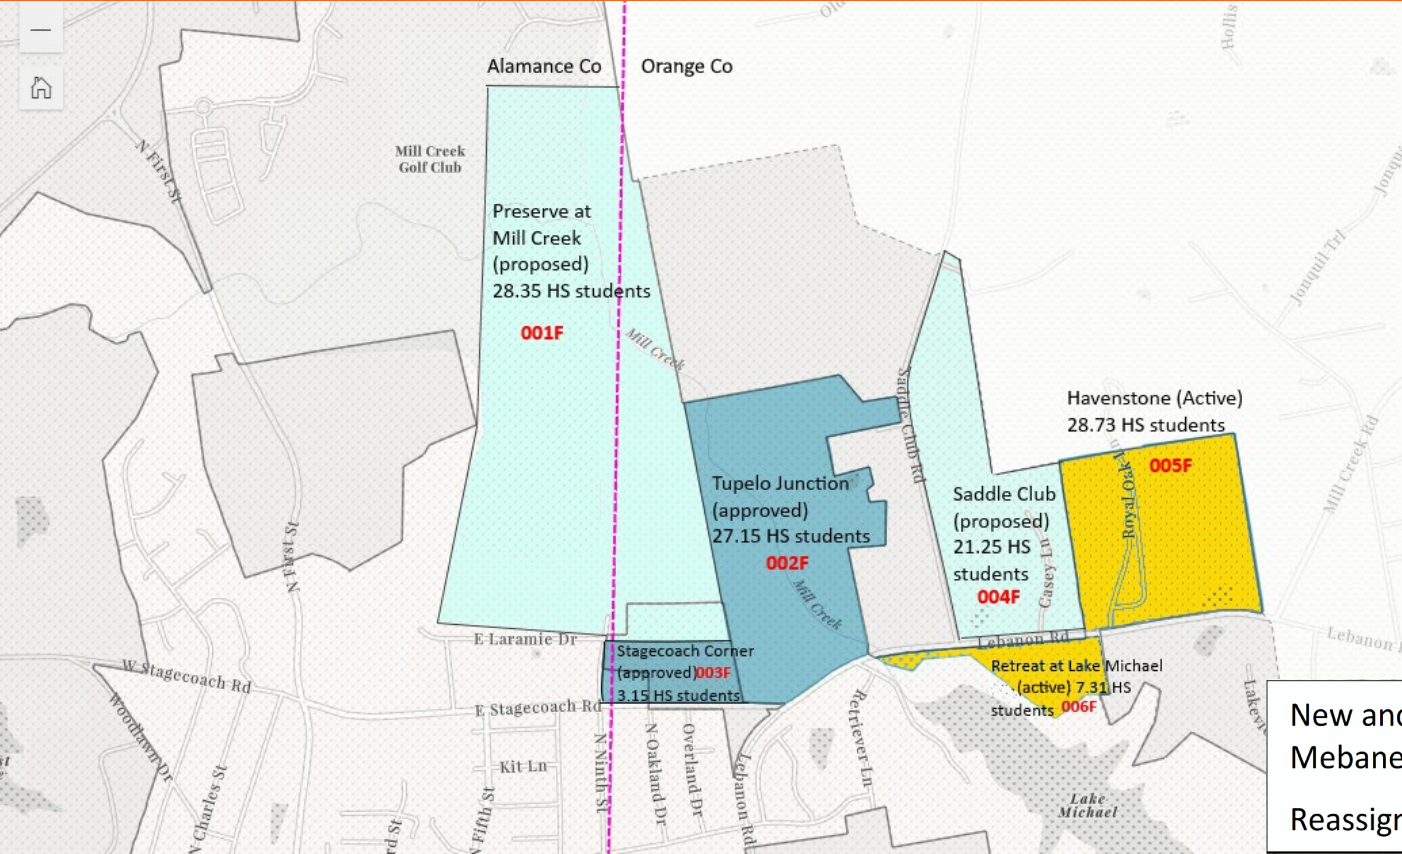 Old
Hollis
Alamance Co
Orange Co
N First St
Mill Creek
Golf Club
Jonqu
Preserve at
Mill Creek
(proposed)
28.35 HS students
001F
Jonquil Trl
Mill Creek
Saddle Club Rd
Havenstone (Active)
28.73 HS students
005F
Royal Oak Ln
Mill Creek Rd
Tupelo Junction
(approved)
27.15 HS students
002F
Mill Creek
Saddle Club
(proposed)
21.25 HS
students
004F
Casey Ln
N First St
E Laramie Dr
Lebanon Rd
Lebanon
Stagecoach Corner
(approved)003F
3.15 HS students
Retreat at Lake Michael
(active) 7.31 HS
students 006F
W Stagecoach Rd
E Stagecoach Rd
Woodlawn Dr
Retriever Ln
Lakevi
N Ninth St
N Oakland Dr
Overland Dr
Lebanon Rd
Kit Ln
N Charles St
N Fifth St
rd St
st
Lake
Michael
New and
Mebane
Reassign